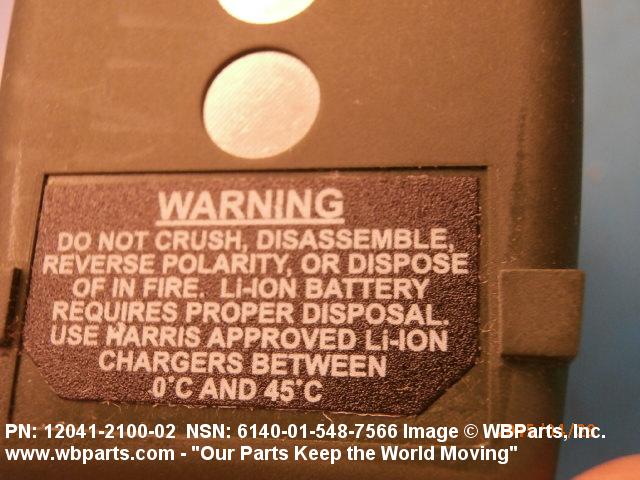 WARNING
DO NOT CRUSH, DISASSEMBLE,
REVERSE POLARITY, OR DISPOSE
OF IN FIRE. Li-ION BATTERY
REQUIRES PROPER DISPOSAL.
USE HARRIS APPROVED Li-ION
CHARGERS BETWEEN
0°C AND 45°C
PN: 12041-2100-02 NSN: 6140-01-548-7566 Image © WBParts, Inc.
www.wbparts.com - "Our Parts Keep the World Moving"